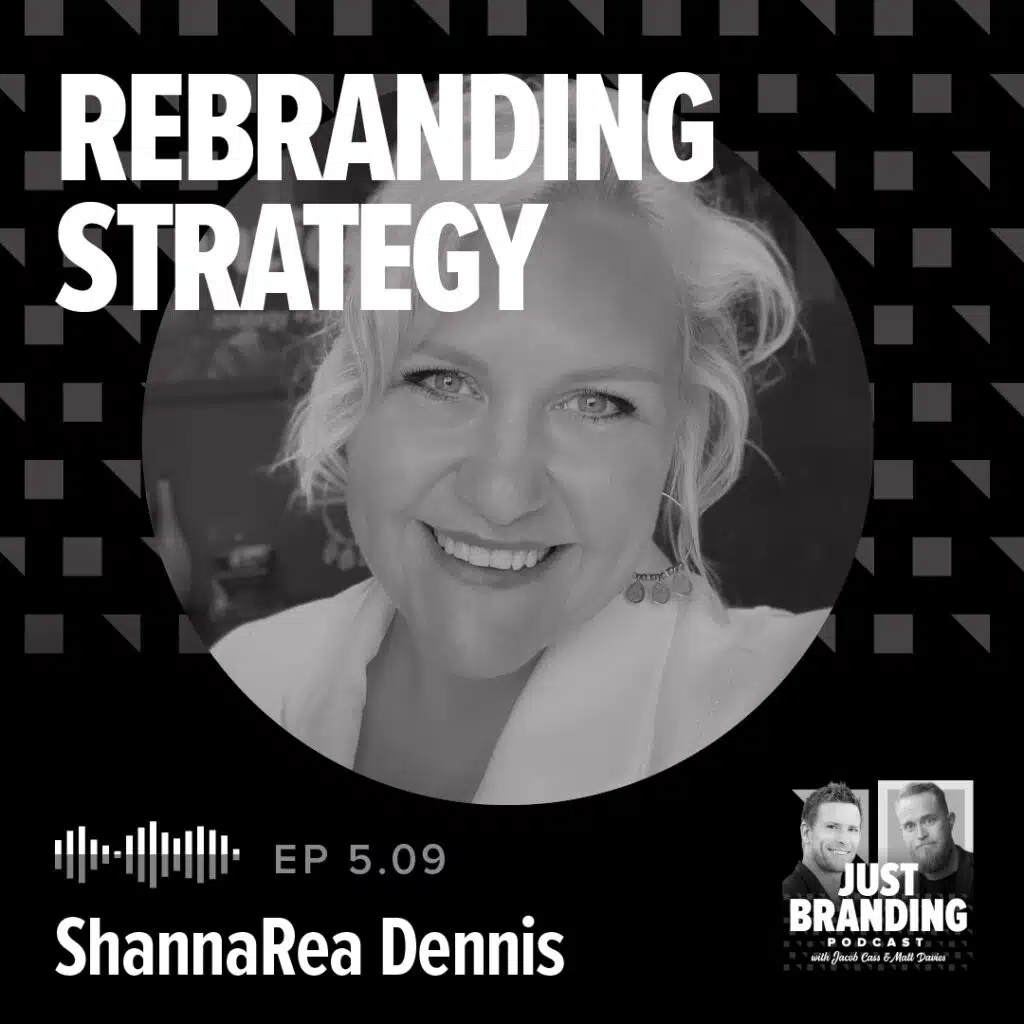 REBRANDING
STRATEGY
EP 5.09
ShannaRea Dennis
JUST
BRANDING
PODCAST
with Jacob Cass & Matt Davies